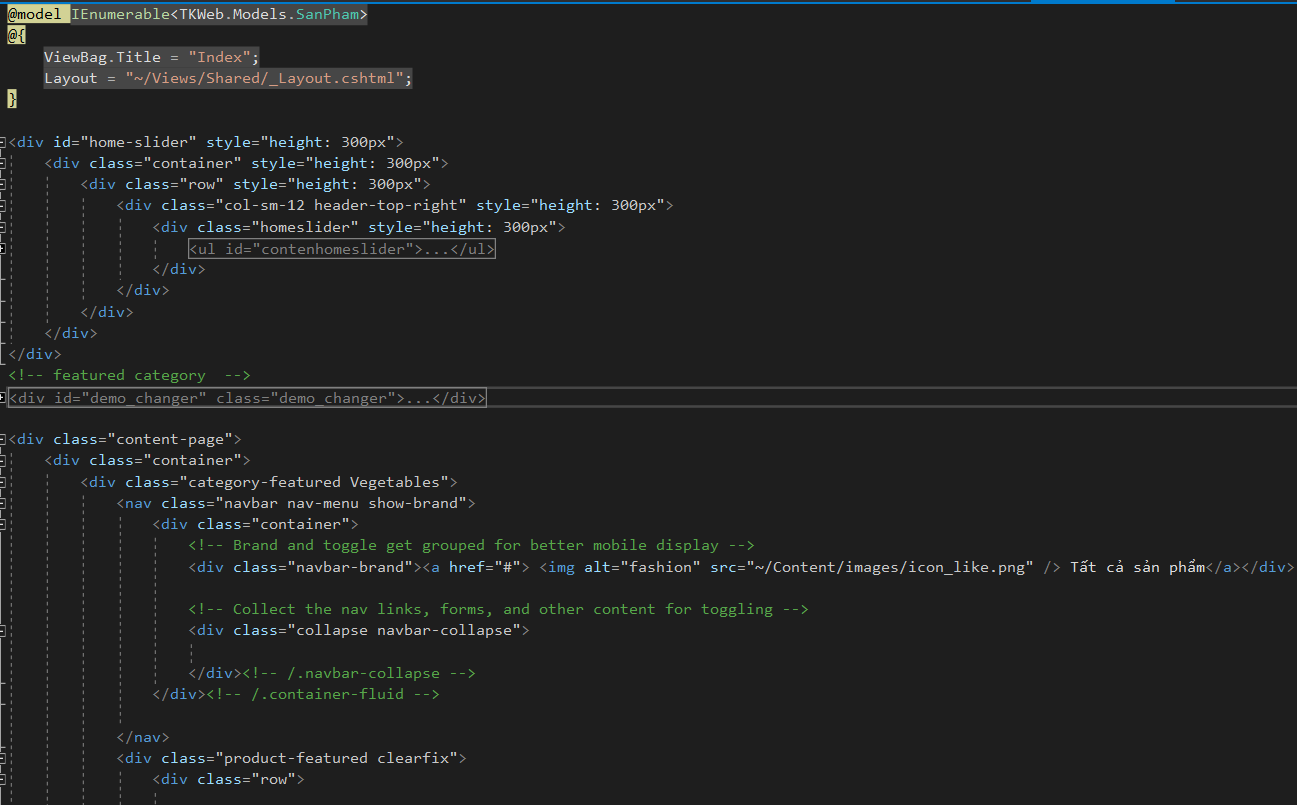 @model IEnumerable<TKWeb.Models.SanPham>
@{
    ViewBag.Title = "Index";
    Layout = "~/Views/Shared/_Layout.cshtml";
}
<div id="home-slider" style="height: 300px">
    <div class="container" style="height: 300px">
        <div class="row" style="height: 300px">
            <div class="col-sm-12 header-top-right" style="height: 300px">
                <div class="homeslider" style="height: 300px">
                    <ul id="contenhomeslider">...</ul>
                </div>
            </div>
        </div>
    </div>
</div>
<!-- featured category  -->
<div id="demo_changer" class="demo_changer">...</div>
<div class="content-page">
    <div class="container">
        <div class="category-featured Vegetables">
            <nav class="navbar nav-menu show-brand">
                <div class="container">
                    <!-- Brand and toggle get grouped for better mobile display -->
                    <div class="navbar-brand"><a href="#"> <img alt="fashion" src="~/Content/images/icon_like.png" /> Tất cả sản phẩm</a></div>
                    <!-- Collect the nav links, forms, and other content for toggling -->
                    <div class="collapse navbar-collapse">
                    </div><!-- /.navbar-collapse -->
                </div><!-- /.container-fluid -->
            </nav>
            <div class="product-featured clearfix">
                <div class="row">